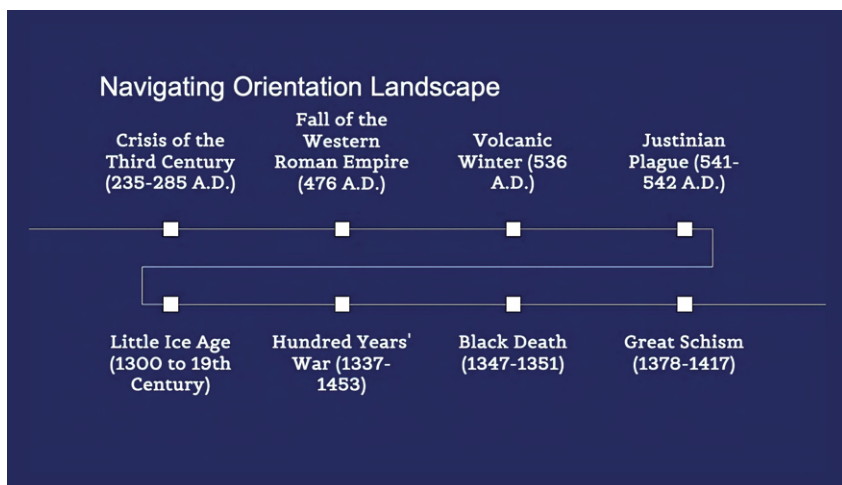 Navigating Orientation Landscape
Crisis of the
Third Century
(235-285 A.D.)
Fall of the
Western
Roman Empire
(476 A.D.)
Volcanic
Winter (536
A.D.)
Justinian
Plague (541-
542 A.D.)
Little Ice Age
(1300 to 19th
Century)
Hundred Years'
War (1337-
1453)
Black Death
(1347-1351)
Great Schism
(1378-1417)